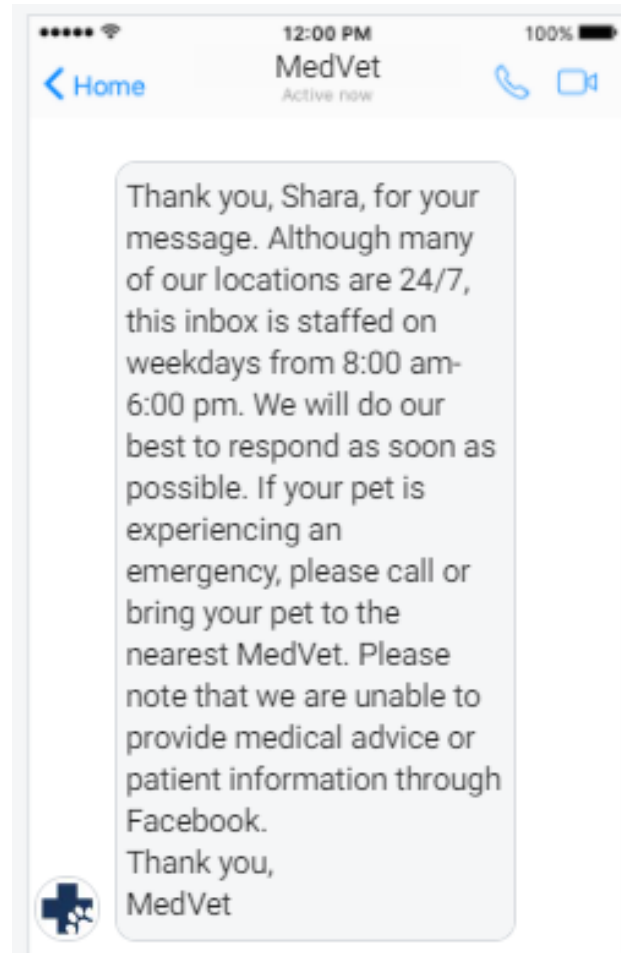 12:00 PM
100%
Home
MedVet
Active now
Thank you, Shara, for your
message. Although many
of our locations are 24/7,
this inbox is staffed on
weekdays from 8:00 am-
6:00 pm. We will do our
best to respond as soon as
possible. If your pet is
experiencing an
emergency, please call or
bring your pet to the
nearest MedVet. Please
note that we are unable to
provide medical advice or
patient information through
Facebook.
Thank you,
MedVet